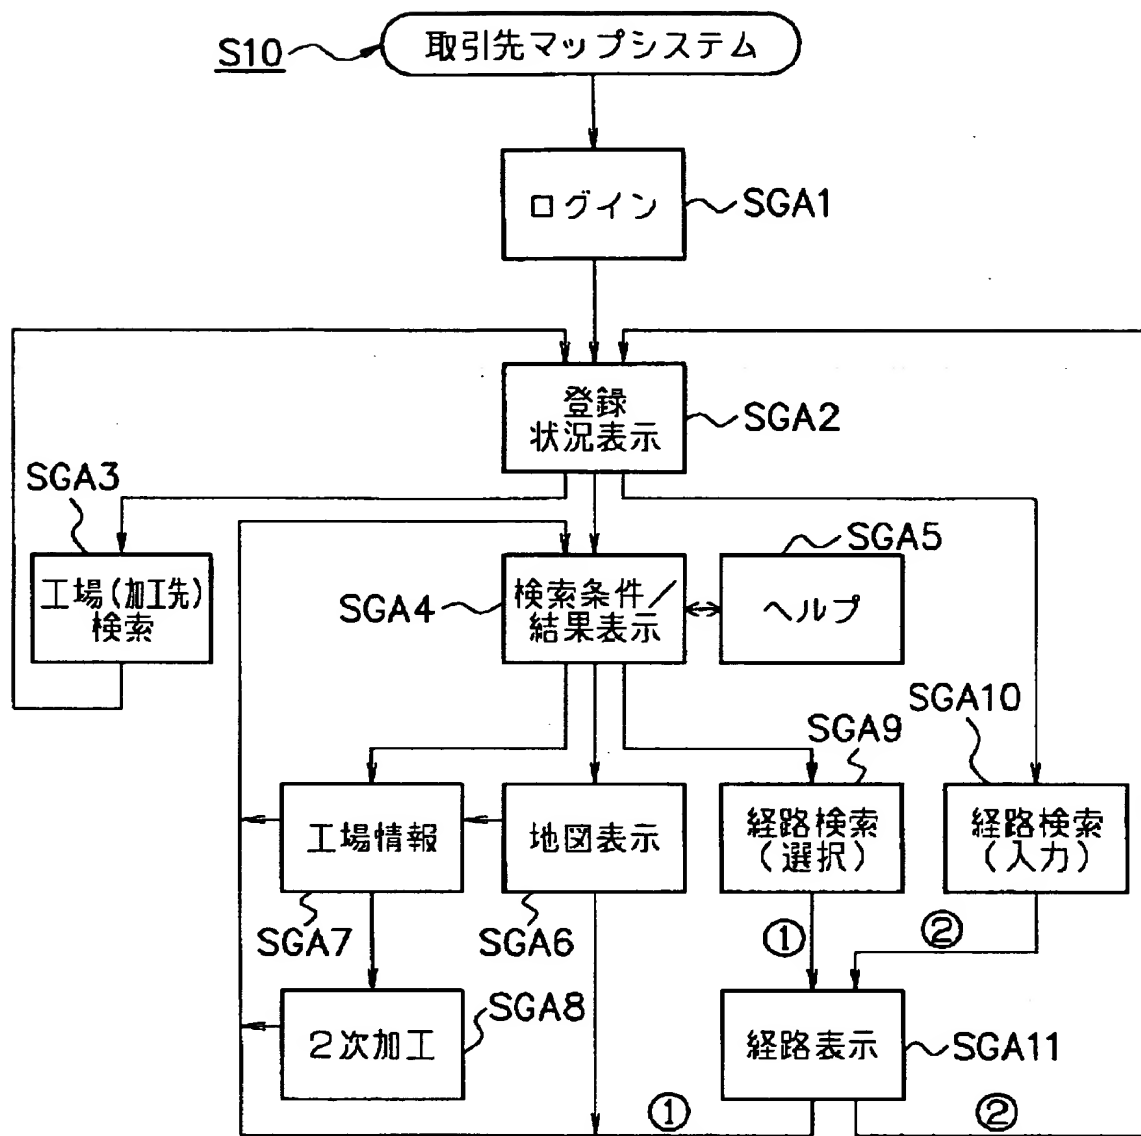 S10
取引先マップシステム
ログイン
SGA1
登録
状況表示
SGA2
SGA3
工場(加工先)
検索
SGA4
検索条件/
結果表示
SGA5
ヘルプ
SGA10
SGA9
工場情報
地図表示
経路検索
(選択)
経路検索
(入力)
SGA7
SGA6
①
②
2次加工
SGA8
経路表示
SGA11
①
②